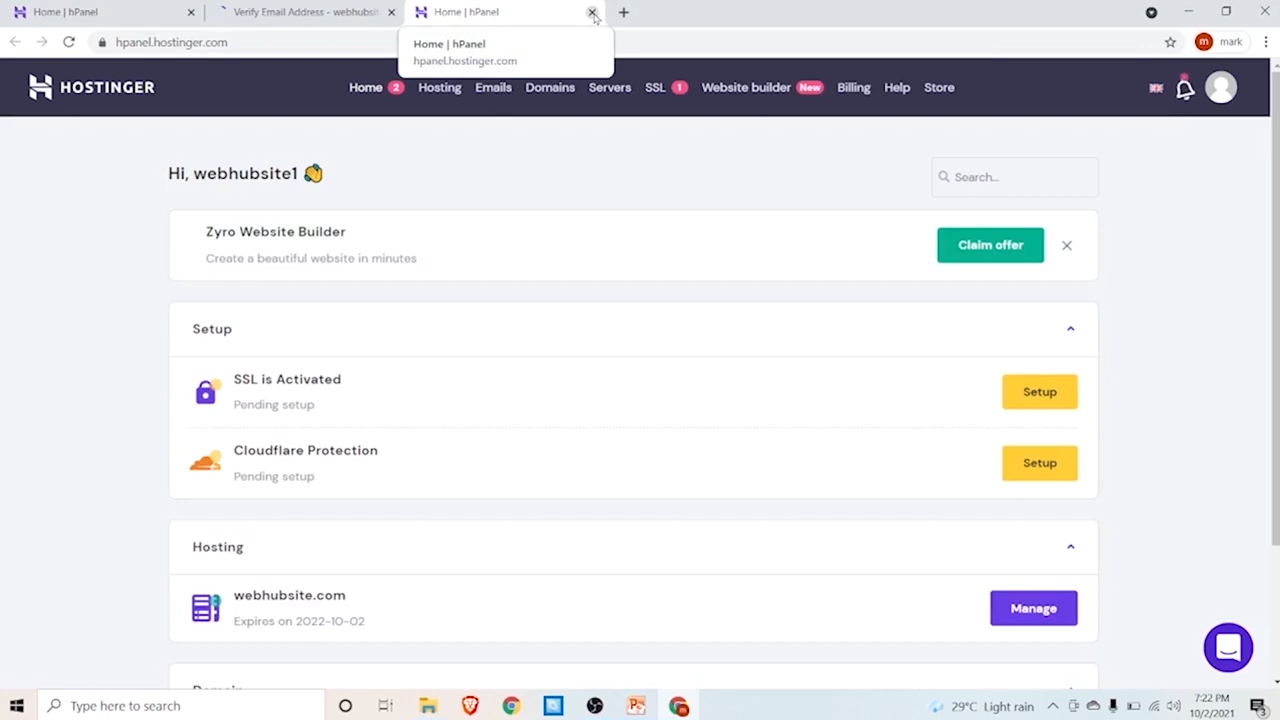 Home | hPanel
Verify Email Address - webhubsit
Home | hPanel
hpanel.hostinger.com
m
mark
Home | hPanel
hpanel.hostinger.com
HOSTINGER
Home 2
Hosting
Emails
Domains
Servers
SSL 1
Website builder New
Billing
Help
Store
Hi, webhubsite1
Search...
Zyro Website Builder
Create a beautiful website in minutes
Claim offer
Setup
SSL is Activated
Pending setup
Setup
Cloudflare Protection
Pending setup
Setup
Hosting
webhubsite.com
Expires on 2022-10-02
Manage
Domain
Type here to search
29°C Light rain
7:22 PM
10/2/2021